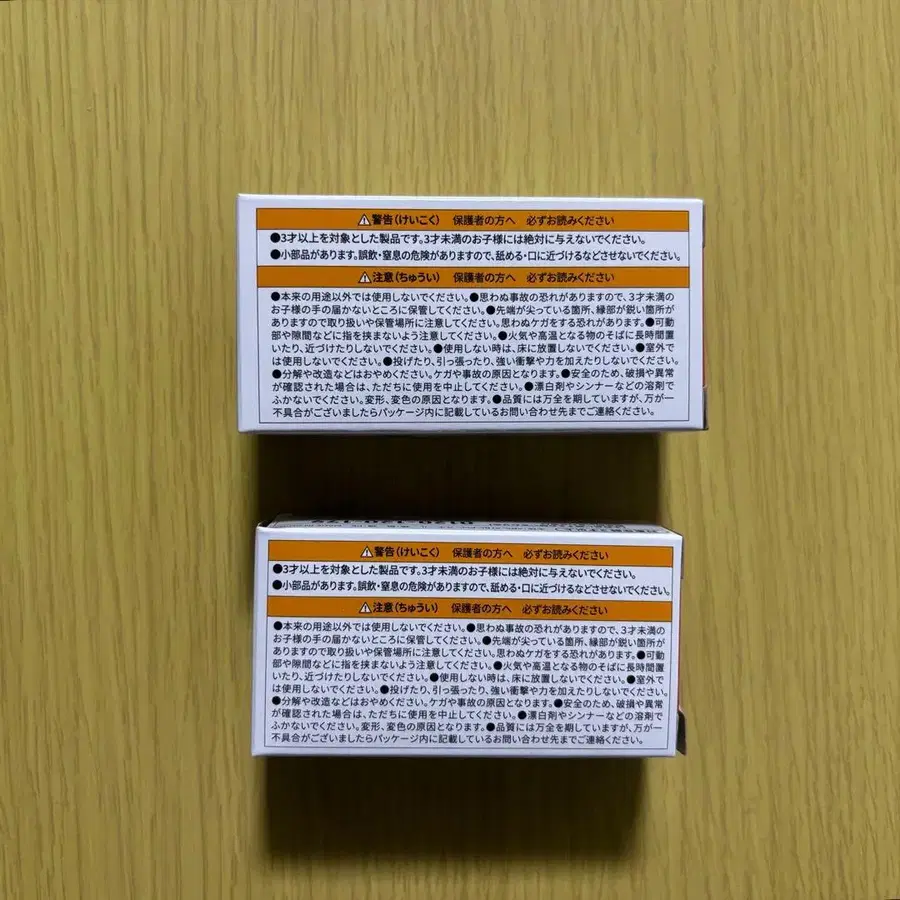 ⚠警告(けいこく) 保護者の方へ 必ずお読みください
●3才以上を対象とした製品です。3才未満のお子様には絶対に与えないでください。
●小部品があります。誤飲・窒息の危険がありますので、舐める・口に近づけるなどさせないでください。
⚠注意(ちゅうい) 保護者の方へ 必ずお読みください
●本来の用途以外では使用しないでください。●思わぬ事故の恐れがありますので、3才未満の
お子様の手の届かないところに保管してください。●先端が尖っている箇所、縁部が鋭い箇所が
ありますので取り扱いや保管場所に注意してください。思わぬケガをする恐れがあります。●可動
部や隙間などに指を挟まないよう注意してください。●火気や高温となる物のそばに長時間置
いたり、近づけたりしないでください。●使用しない時は、床に放置しないでください。●室外で
は使用しないでください。●投げたり、引っ張ったり、強い衝撃や力を加えたりしないでください。
●分解や改造などはおやめください。ケガや事故の原因となります。●安全のため、破損や異常
が確認された場合は、ただちに使用を中止してください。●漂白剤やシンナーなどの溶剤で
ふかないでください。変形、変色の原因となります。●品質には万全を期していますが、万が一
不具合がございましたらパッケージ内に記載しているお問い合わせ先までご連絡ください。
⚠警告(けいこく) 保護者の方へ 必ずお読みください
●3才以上を対象とした製品です。3才未満のお子様には絶対に与えないでください。
●小部品があります。誤飲・窒息の危険がありますので、舐める・口に近づけるなどさせないでください。
⚠注意(ちゅうい) 保護者の方へ 必ずお読みください
●本来の用途以外では使用しないでください。●思わぬ事故の恐れがありますので、3才未満の
お子様の手の届かないところに保管してください。●先端が尖っている箇所、縁部が鋭い箇所が
ありますので取り扱いや保管場所に注意してください。思わぬケガをする恐れがあります。●可動
部や隙間などに指を挟まないよう注意してください。●火気や高温となる物のそばに長時間置
いたり、近づけたりしないでください。●使用しない時は、床に放置しないでください。●室外で
は使用しないでください。●投げたり、引っ張ったり、強い衝撃や力を加えたりしないでください。
●分解や改造などはおやめください。ケガや事故の原因となります。●安全のため、破損や異常
が確認された場合は、ただちに使用を中止してください。●漂白剤やシンナーなどの溶剤で
ふかないでください。変形、変色の原因となります。●品質には万全を期していますが、万が一
不具合がございましたらパッケージ内に記載しているお問い合わせ先までご連絡ください。